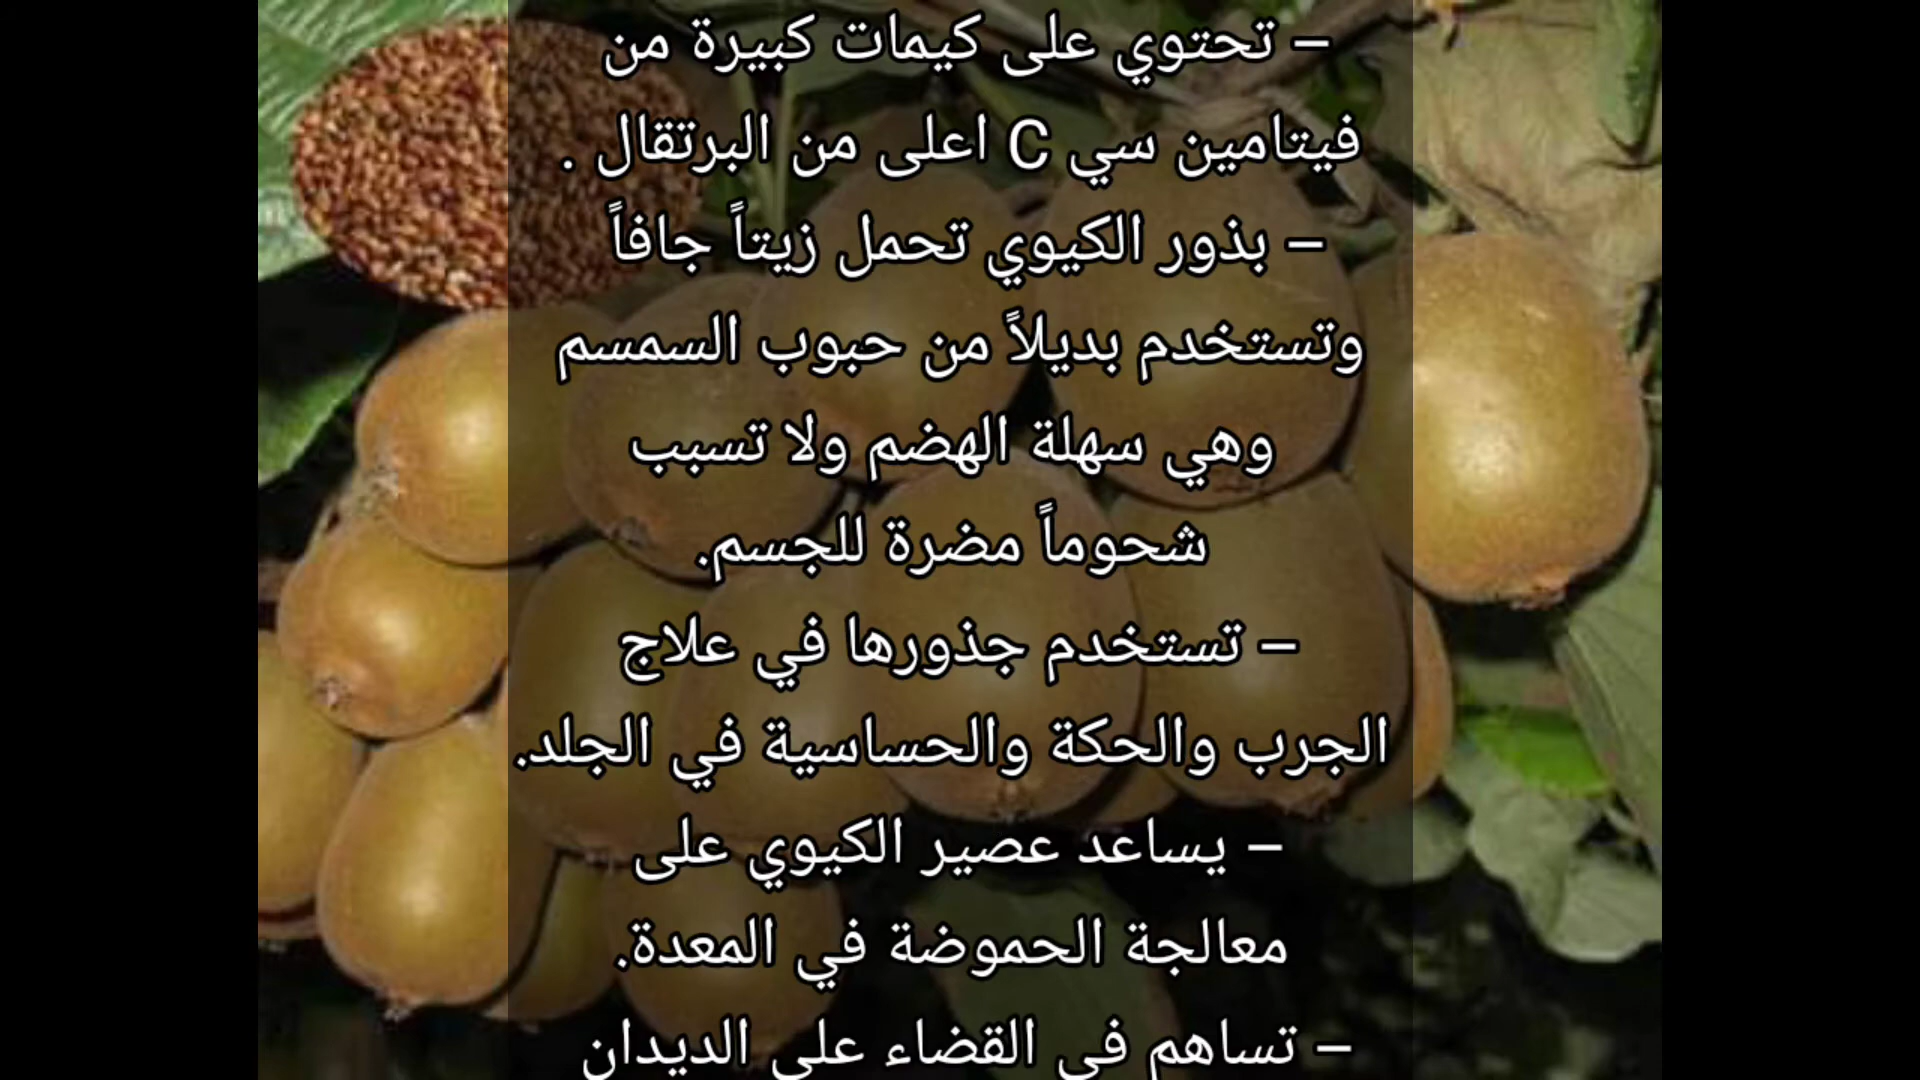 – تحتوي على كيمات كبيرة من
فيتامين سي C اعلى من البرتقال .
– بذور الكيوي تحمل زيتاً جافاً
وتستخدم بديلاً من حبوب السمسم
وهي سهلة الهضم ولا تسبب
شحوماً مضرة للجسم.
– تستخدم جذورها في علاج
الجرب والحكة والحساسية في الجلد.
– يساعد عصير الكيوي على
معالجة الحموضة في المعدة.
– تساهم في القضاء على الديدان